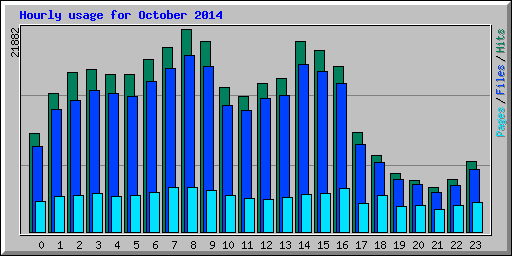 Hourly usage for October 2014
21882
Pages / Files / Hits
0 1 2 3 4 5 6 7 8 9 10 11 12 13 14 15 16 17 18 19 20 21 22 23